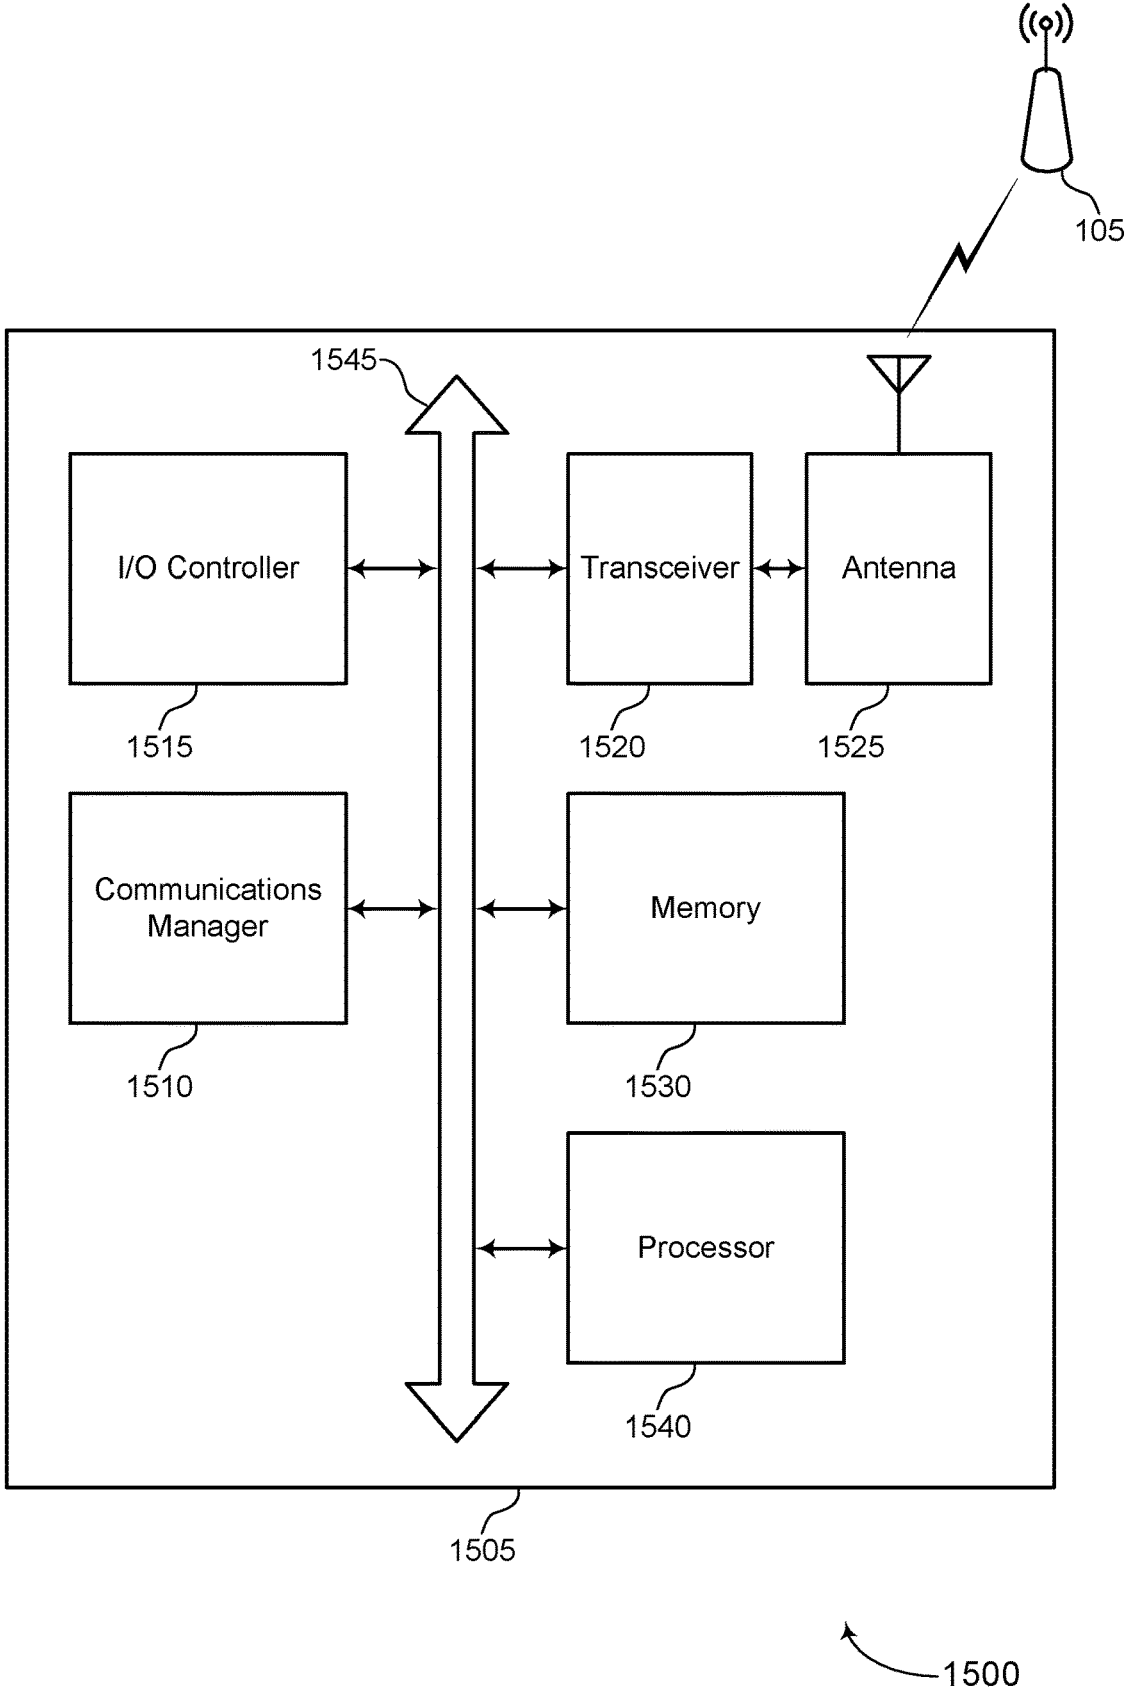 105
1545
I/O Controller
Transceiver
Antenna
1515
1520
1525
Communications
Manager
Memory
1510
1530
Processor
1540
1505
1500